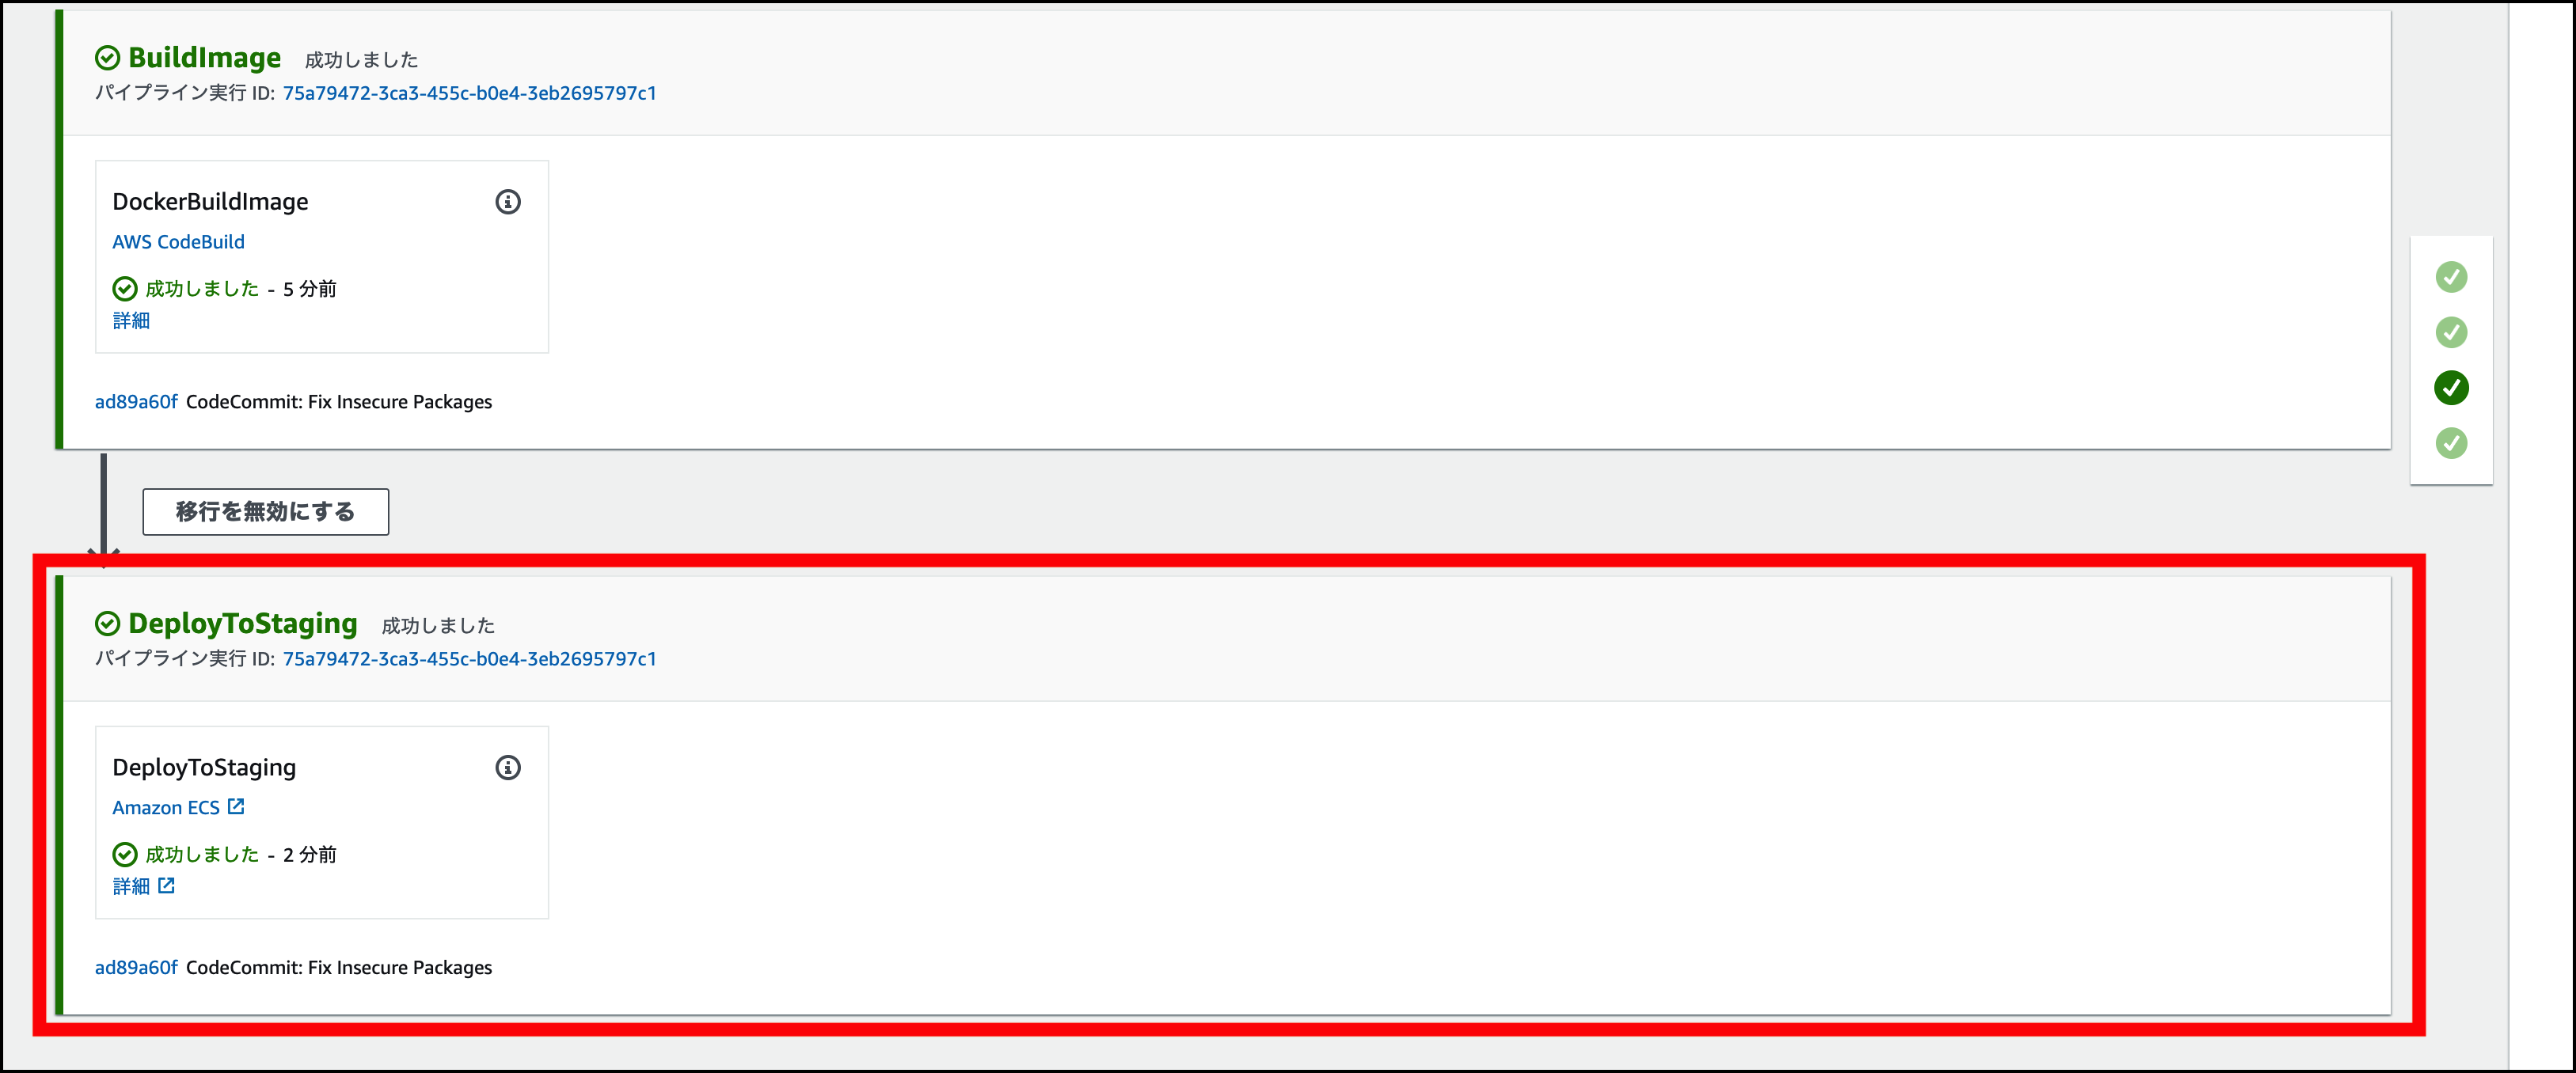 BuildImage 成功しました
パイプライン実行 ID: 75a79472-3ca3-455c-b0e4-3eb2695797c1
DockerBuildImage
AWS CodeBuild
成功しました - 5 分前
詳細
ad89a60f CodeCommit: Fix Insecure Packages
移行を無効にする
DeployToStaging 成功しました
パイプライン実行 ID: 75a79472-3ca3-455c-b0e4-3eb2695797c1
DeployToStaging
Amazon ECS
成功しました - 2 分前
詳細
ad89a60f CodeCommit: Fix Insecure Packages